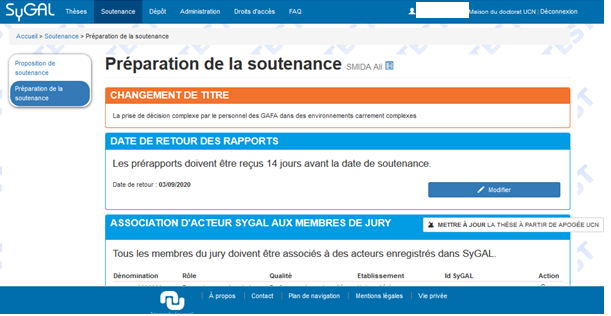 SyGAL Thèses Soutenance Dépôt Administration Droits d'accès FAQ Maison du doctorat UCN Déconnexion
Accueil > Soutenance > Préparation de la soutenance
Proposition de soutenance
Préparation de la soutenance
Préparation de la soutenance SMIDA Ali
CHANGEMENT DE TITRE
La prise de décision complexe par le personnel des GAFA dans des environnements carrement complexes
DATE DE RETOUR DES RAPPORTS
Les prérapports doivent être reçus 14 jours avant la date de soutenance.
Date de retour : 03/09/2020
Modifier
ASSOCIATION D'ACTEUR SYGAL AUX MEMBRES DE JURY
METTRE À JOUR LA THÈSE À PARTIR DE APOGÉE UCN
Tous les membres du jury doivent être associés à des acteurs enregistrés dans SyGAL.
Dénomination Rôle Qualité Etablissement Id SyGAL Action
À propos Contact Plan de navigation Mentions légales Vie privée
TEST